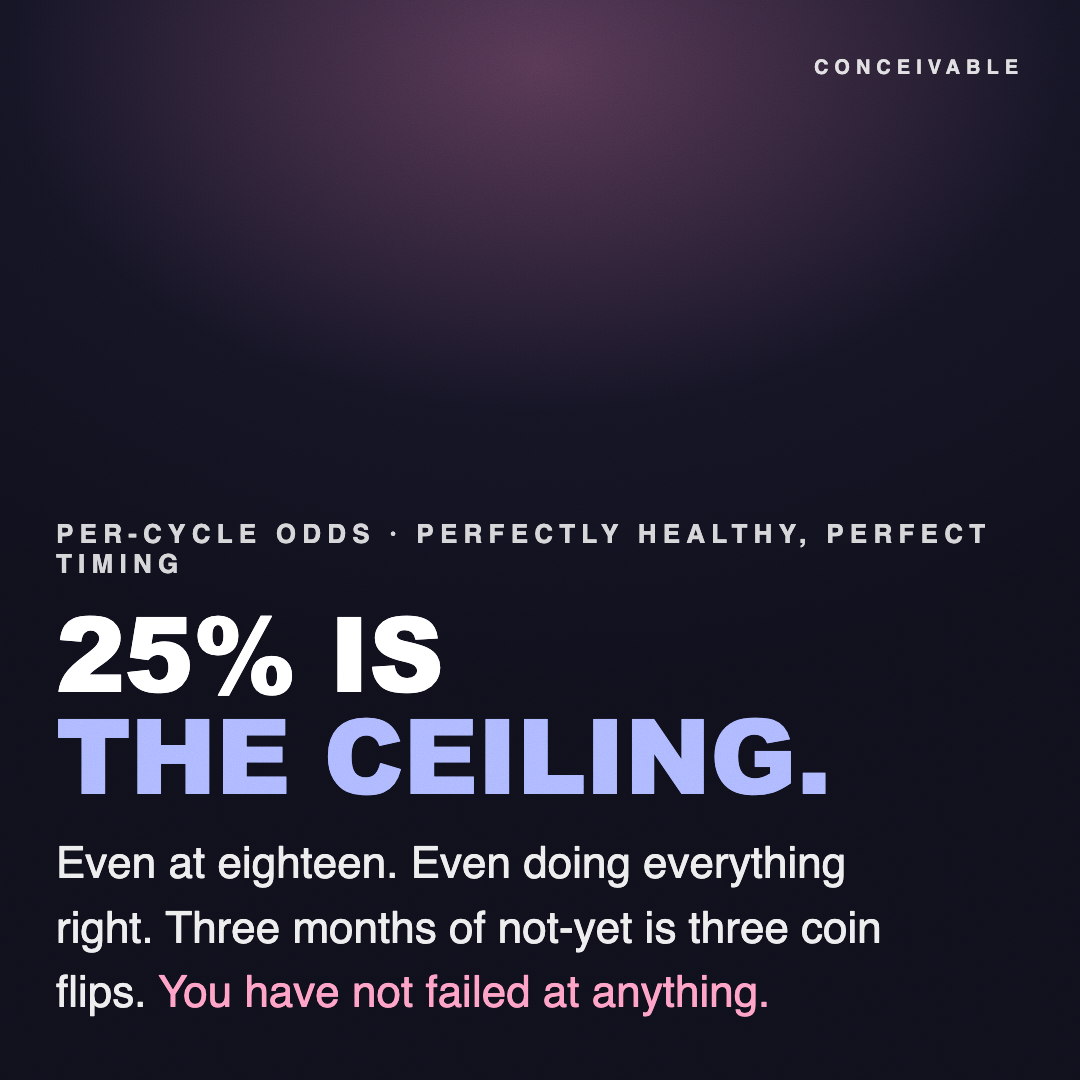 CONCEIVABLE
PER-CYCLE ODDS · PERFECTLY HEALTHY, PERFECT
TIMING
25% IS
THE CEILING.
Even at eighteen. Even doing everything
right. Three months of not-yet is three coin
flips. You have not failed at anything.